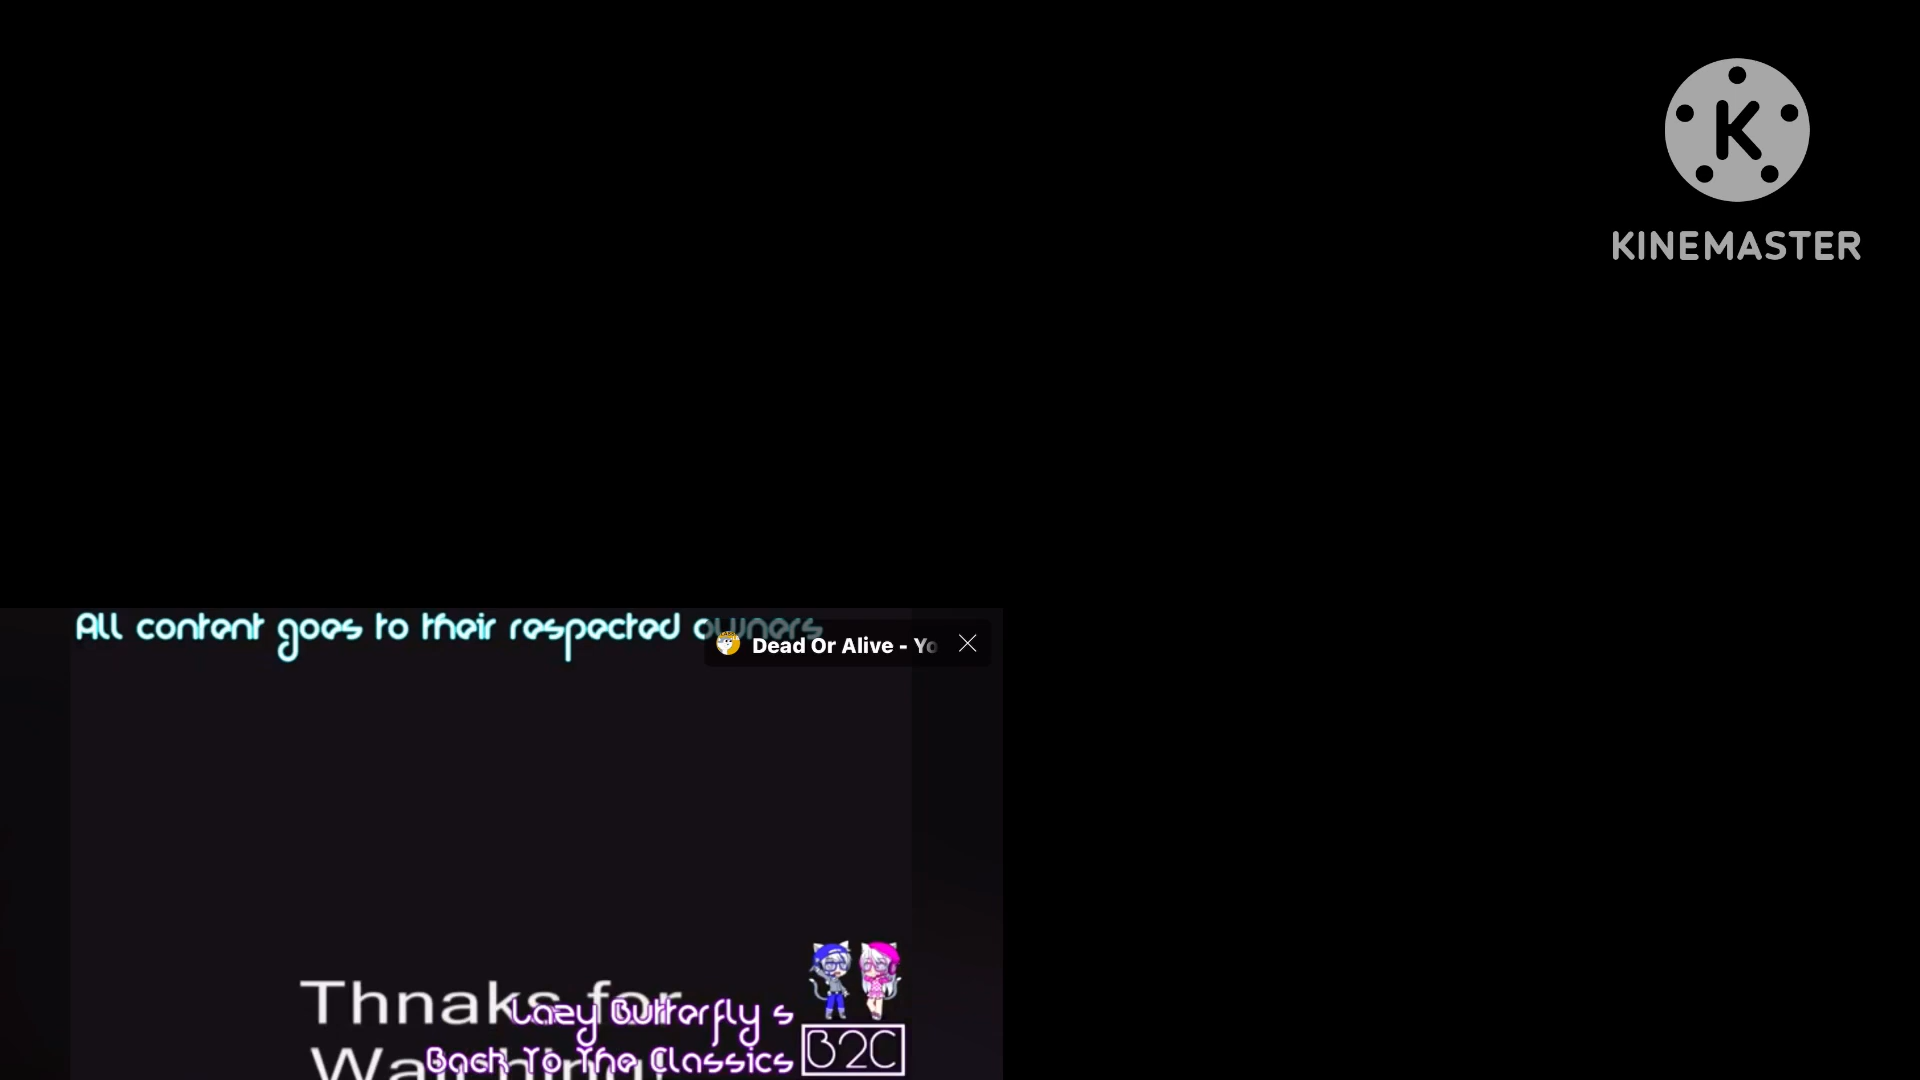 K
KINEMASTER
All content goes to their respected owners
Dead Or Alive - Yo
Thnaks for
Lazy Butterfly s
Watching!
Back To The Classics
B2C